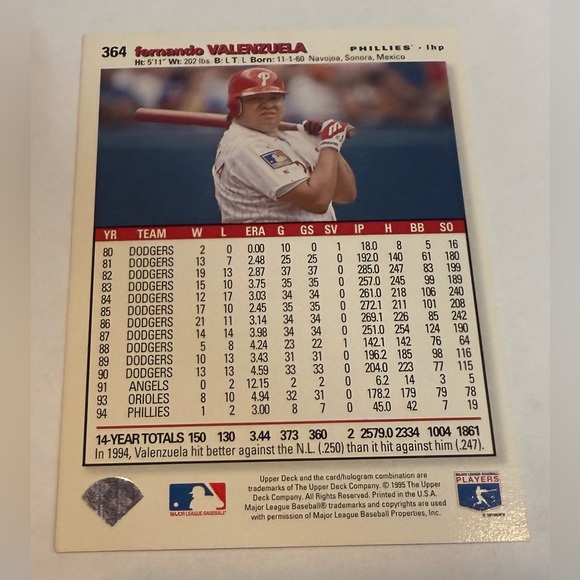 364 fernando VALENZUELA PHILLIES · lhp
Ht: 5'11" Wt: 202 lbs. B: L T: L Born: 11-1-60 Navojoa, Sonora, Mexico
YR TEAM W L ERA G GS SV IP H BB SO
80 DODGERS 2 0 0.00 10 0 1 18.0 8 5 16
81 DODGERS 13 7 2.48 25 25 0 192.0 140 61 180
82 DODGERS 19 13 2.87 37 37 0 285.0 247 83 199
83 DODGERS 15 10 3.75 35 35 0 257.0 245 99 189
84 DODGERS 12 17 3.03 34 34 0 261.0 218 106 240
85 DODGERS 17 10 2.45 35 35 0 272.1 211 101 208
86 DODGERS 21 11 3.14 34 34 0 269.1 226 85 242
87 DODGERS 14 14 3.98 34 34 0 251.0 254 124 190
88 DODGERS 5 8 4.24 23 22 1 142.1 142 76 64
89 DODGERS 10 13 3.43 31 31 0 196.2 185 98 116
90 DODGERS 13 13 4.59 33 33 0 204.0 223 77 115
91 ANGELS 0 2 12.15 2 2 0 6.2 14 3 5
93 ORIOLES 8 10 4.94 32 31 0 178.2 179 79 78
94 PHILLIES 1 2 3.00 8 7 0 45.0 42 7 19
14-YEAR TOTALS 150 130 3.44 373 360 2 2579.0 2334 1004 1861
In 1994, Valenzuela hit better against the N.L. (.250) than it hit against him (.247).
Upper Deck and the card/hologram combination are
trademarks of The Upper Deck Company. © 1995 The Upper
Deck Company. All Rights Reserved. Printed in the U.S.A.
Major League Baseball® trademarks and copyrights are used
with permission of Major League Baseball Properties, Inc.
MAJOR LEAGUE BASEBALL
MAJOR LEAGUE BASEBALL
PLAYERS